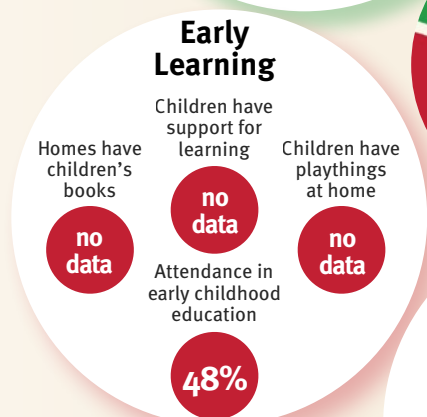 Early
Learning
Children have
support for
learning
no
data
Homes have
children's
books
no
data
Children have
playthings
at home
no
data
Attendance in
early childhood
education
48%